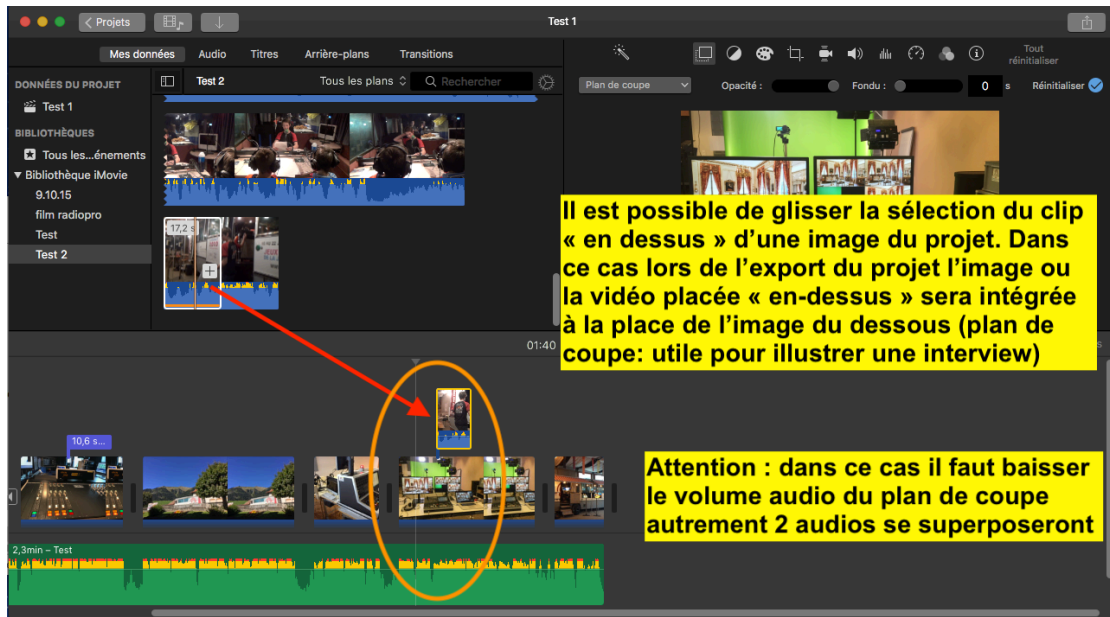 Projets
Test 1
Mes données Audio Titres Arrière-plans Transitions
Tout
réinitialiser
DONNÉES DU PROJET
Test 2 Tous les plans Rechercher
Plan de coupe Opacité : Fondu : 0 s Réinitialiser
Test 1
BIBLIOTHÈQUES
Tous les...énements
Bibliothèque iMovie
9.10.15
film radiopro
Test
Test 2
17,2 s
Il est possible de glisser la sélection du clip
« en dessus » d’une image du projet. Dans
ce cas lors de l’export du projet l’image ou
la vidéo placée « en-dessus » sera intégrée
à la place de l’image du dessous (plan de
coupe: utile pour illustrer une interview)
01:40
10,6 s...
Attention : dans ce cas il faut baisser
le volume audio du plan de coupe
autrement 2 audios se superposeront
2,3min – Test